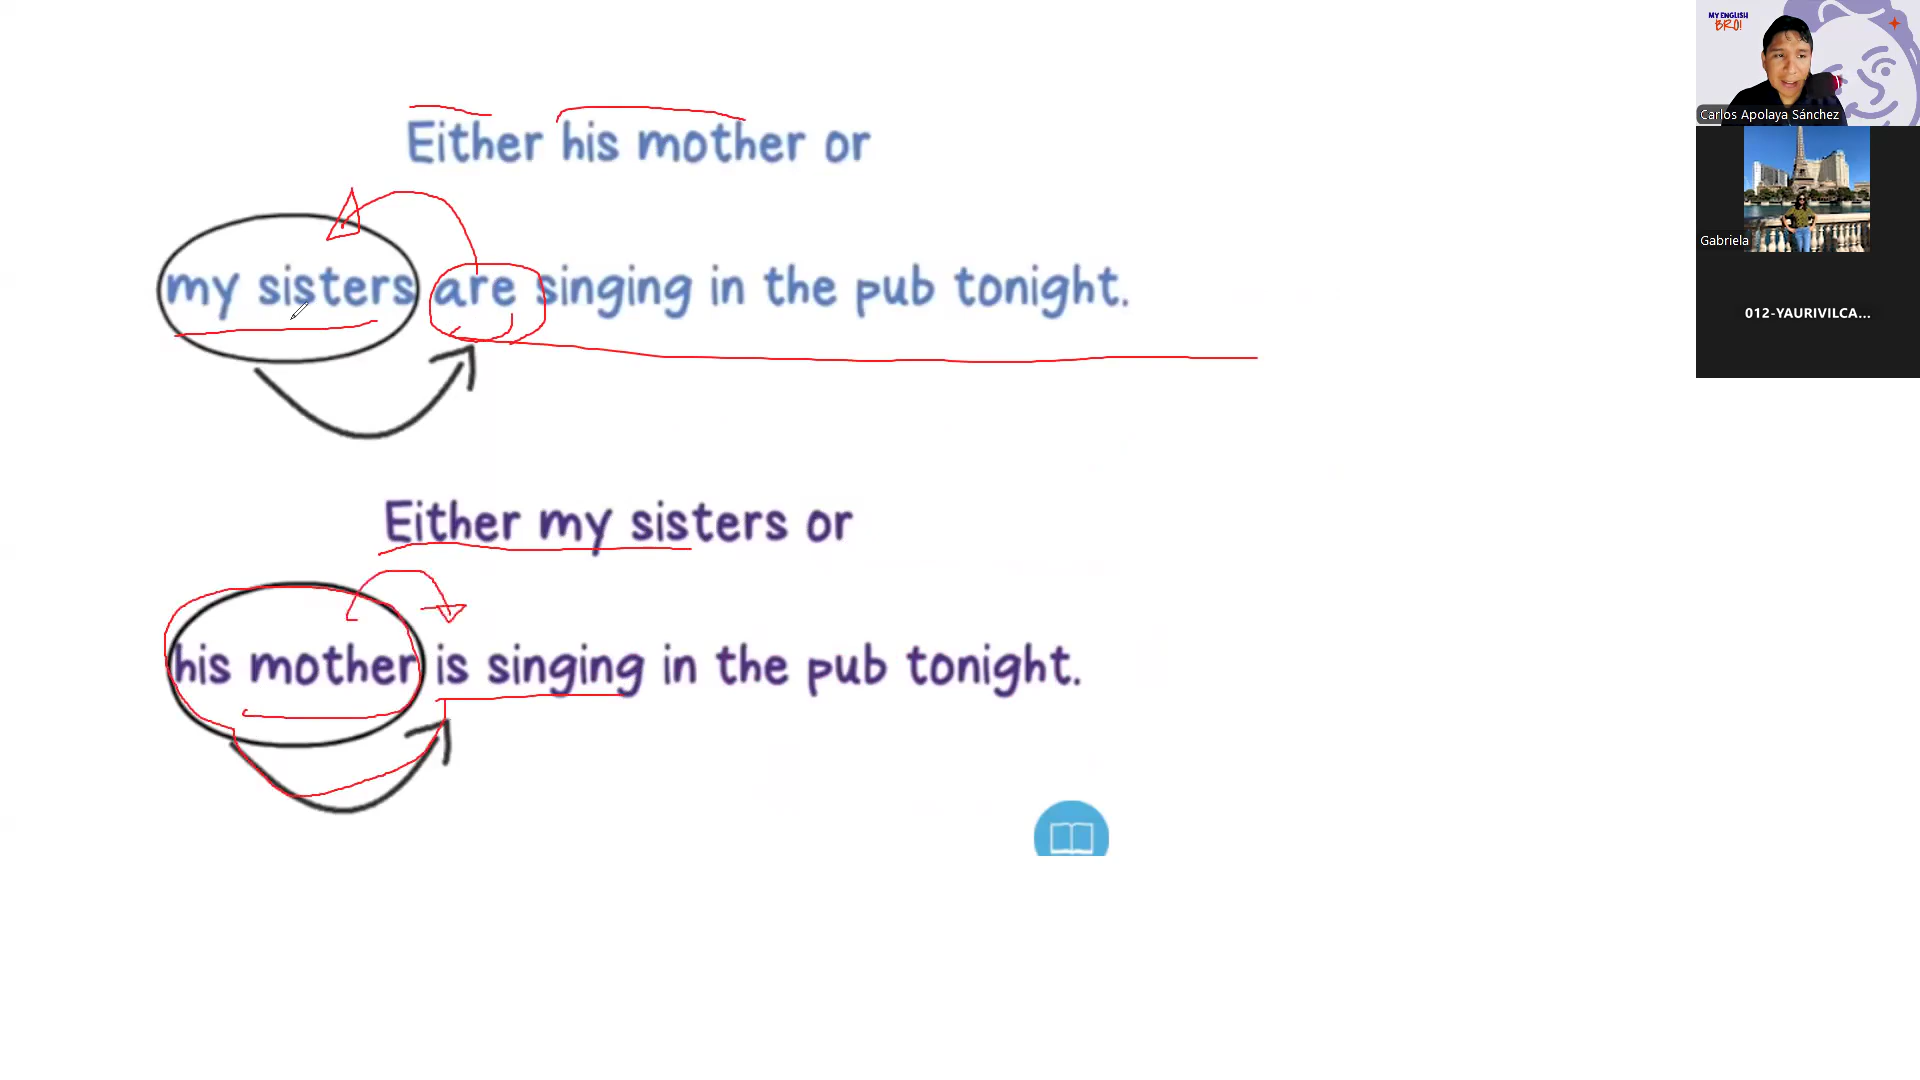 Either his mother or
my sisters are singing in the pub tonight.
Either my sisters or
his mother is singing in the pub tonight.
MY ENGLISH
BRO!
Carlos Apolaya Sánchez
Gabriela
012-YAURIVILCA...